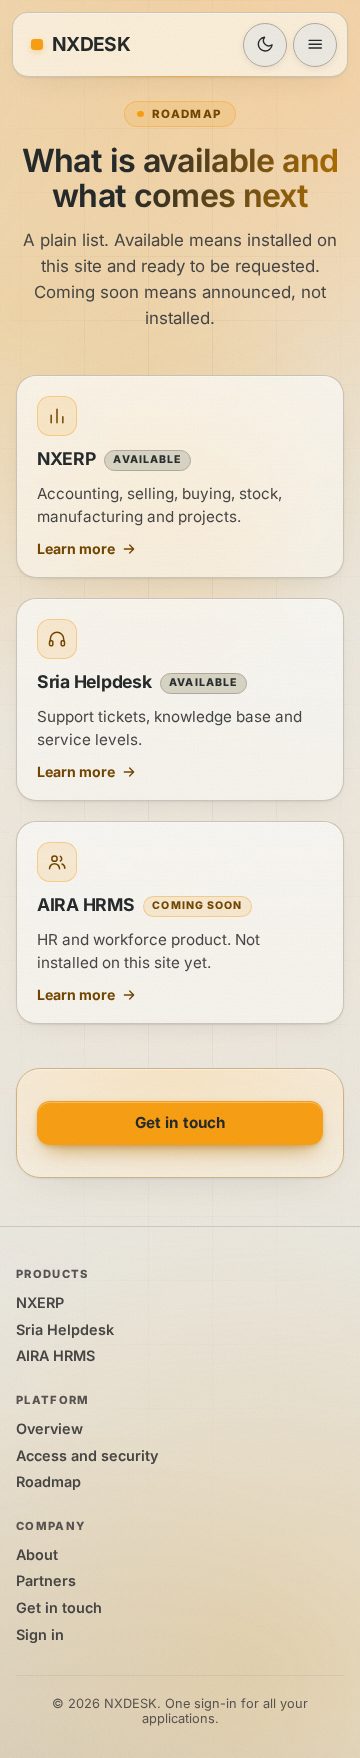 NXDESK
ROADMAP
What is available and
what comes next
A plain list. Available means installed on
this site and ready to be requested.
Coming soon means announced, not
installed.
NXERP AVAILABLE
Accounting, selling, buying, stock,
manufacturing and projects.
Learn more →
Sria Helpdesk AVAILABLE
Support tickets, knowledge base and
service levels.
Learn more →
AIRA HRMS COMING SOON
HR and workforce product. Not
installed on this site yet.
Learn more →
Get in touch
PRODUCTS
NXERP
Sria Helpdesk
AIRA HRMS
PLATFORM
Overview
Access and security
Roadmap
COMPANY
About
Partners
Get in touch
Sign in
© 2026 NXDESK. One sign-in for all your
applications.